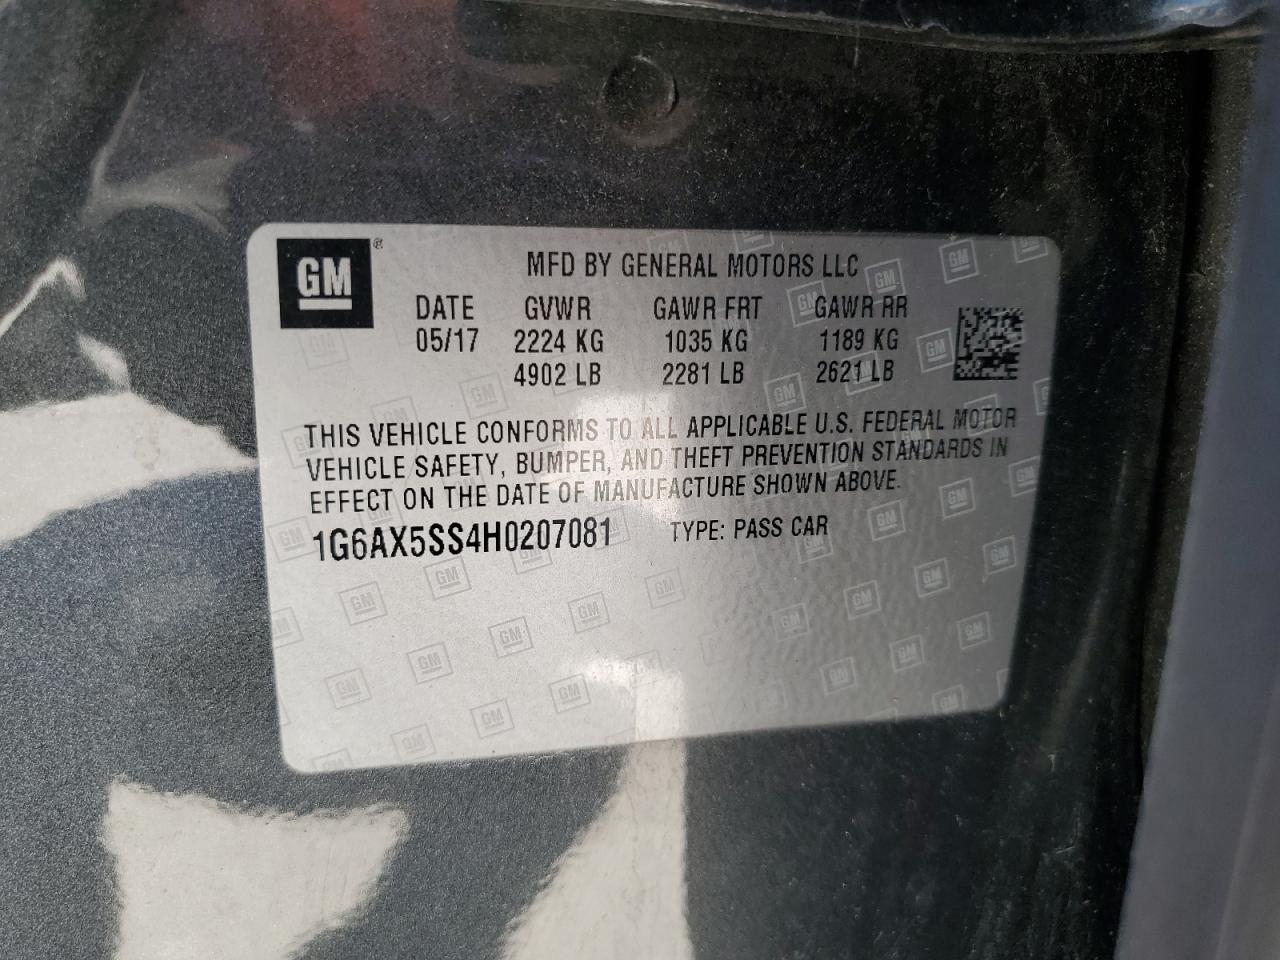 GM ®
MFD BY GENERAL MOTORS LLC
DATE GVWR GAWR FRT GAWR RR
05/17 2224 KG 1035 KG 1189 KG
4902 LB 2281 LB 2621 LB
THIS VEHICLE CONFORMS TO ALL APPLICABLE U.S. FEDERAL MOTOR
VEHICLE SAFETY, BUMPER, AND THEFT PREVENTION STANDARDS IN
EFFECT ON THE DATE OF MANUFACTURE SHOWN ABOVE.
1G6AX5SS4H0207081 TYPE: PASS CAR